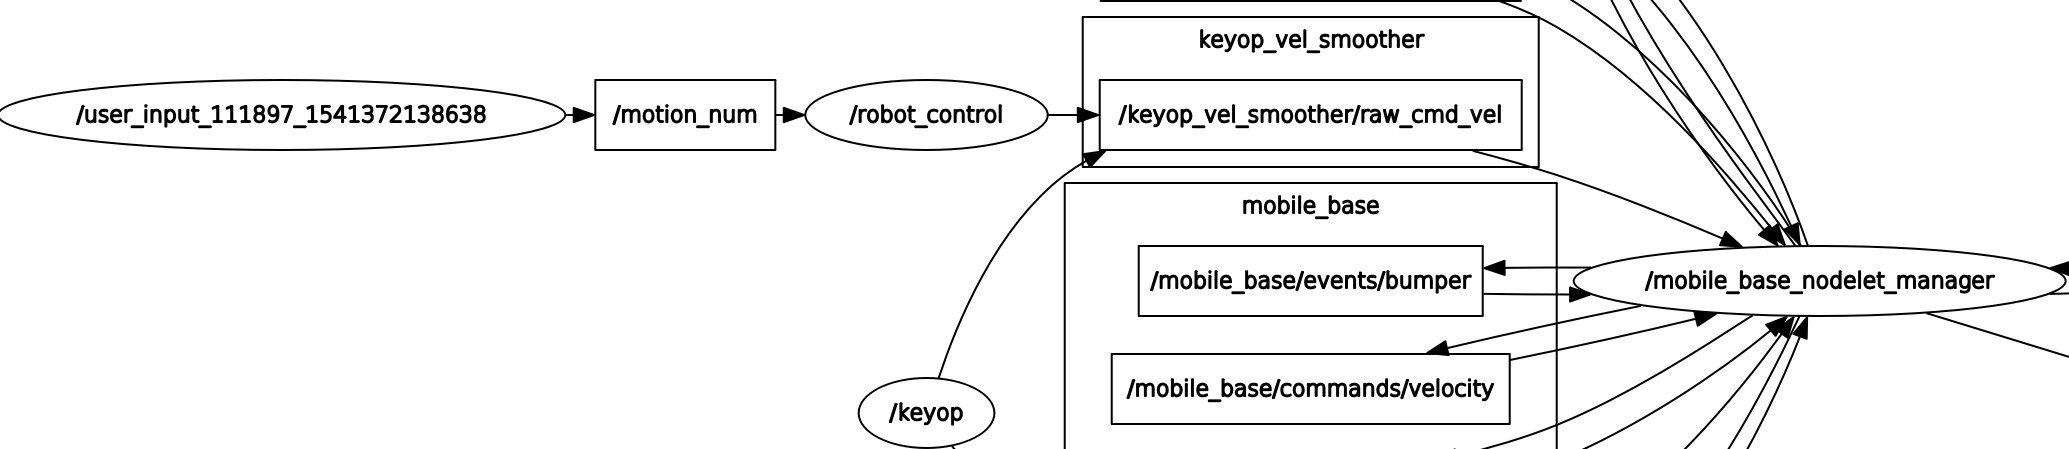 keyop_vel_smoother
/user_input_111897_1541372138638
/motion_num
/robot_control
/keyop_vel_smoother/raw_cmd_vel
mobile_base
/mobile_base/events/bumper
/mobile_base_nodelet_manager
/mobile_base/commands/velocity
/keyop